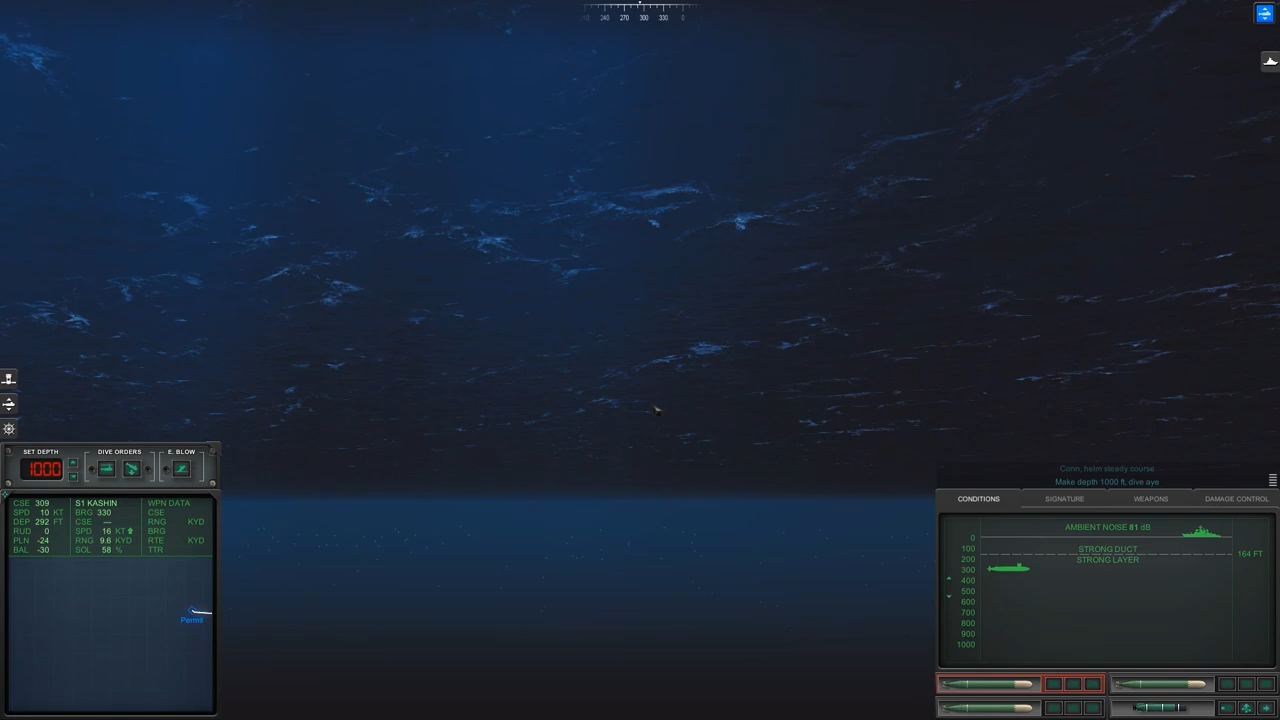 240 270 300 330 0
SET DEPTH DIVE ORDERS E. BLOW
1000
CSE 309 S1 KASHIN WPN DATA
SPD 10 KT BRG 330 CSE
DEP 292 FT CSE --- RNG KYD
RUD 0 SPD 16 KT BRG
PLN -24 RNG 9.6 KYD RTE KYD
BAL -30 SOL 58 % TTR
Permit
Conn, helm steady course
Make depth 1000 ft, dive aye
CONDITIONS SIGNATURE WEAPONS DAMAGE CONTROL
AMBIENT NOISE 81 dB
0
100 STRONG DUCT
164 FT
200 STRONG LAYER
300
400
500
600
700
800
900
1000